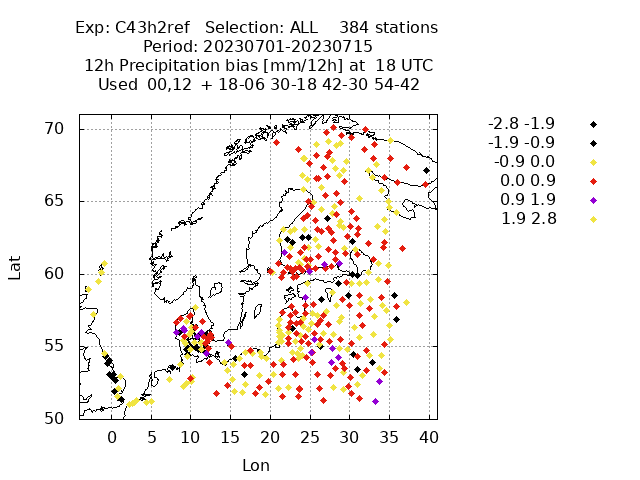 Exp: C43h2ref   Selection: ALL    384 stations
Period: 20230701-20230715
12h Precipitation bias [mm/12h] at  18 UTC
Used  00,12  + 18-06 30-18 42-30 54-42
-2.8 -1.9
-1.9 -0.9
-0.9 0.0
0.0 0.9
0.9 1.9
1.9 2.8
70
65
60
55
50
Lat
0 5 10 15 20 25 30 35 40
Lon